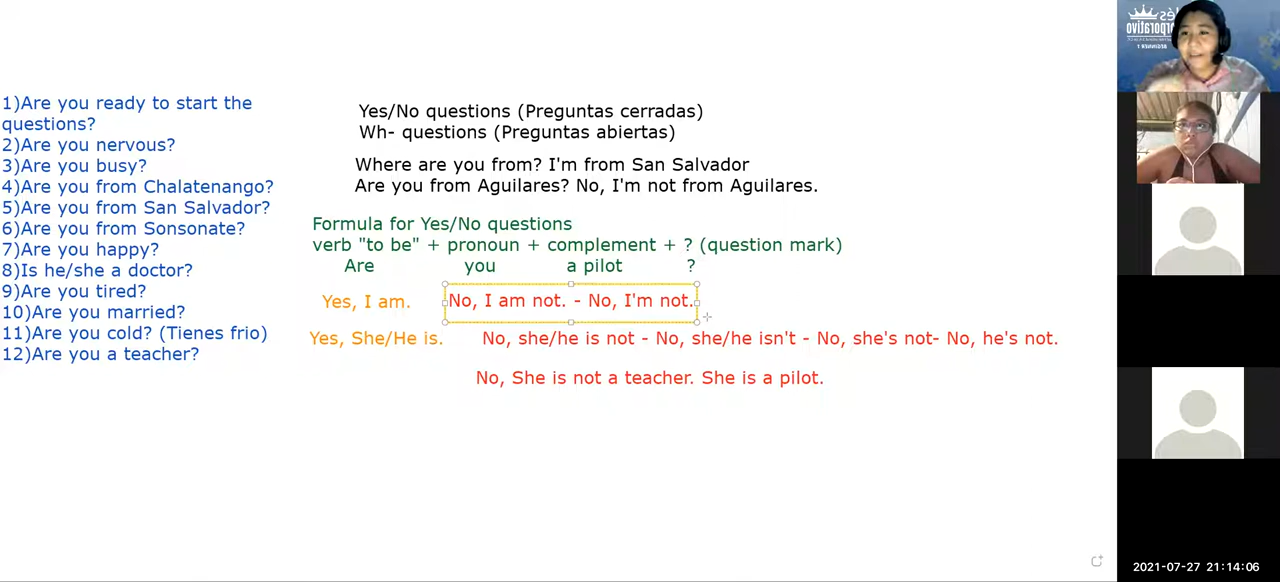 1)Are you ready to start the
questions?
2)Are you nervous?
3)Are you busy?
4)Are you from Chalatenango?
5)Are you from San Salvador?
6)Are you from Sonsonate?
7)Are you happy?
8)Is he/she a doctor?
9)Are you tired?
10)Are you married?
11)Are you cold? (Tienes frio)
12)Are you a teacher?
Yes/No questions (Preguntas cerradas)
Wh- questions (Preguntas abiertas)
Where are you from? I'm from San Salvador
Are you from Aguilares? No, I'm not from Aguilares.
Formula for Yes/No questions
verb "to be" + pronoun + complement + ? (question mark)
Are you a pilot ?
Yes, I am. No, I am not. - No, I'm not.
Yes, She/He is. No, she/he is not - No, she/he isn't - No, she's not- No, he's not.
No, She is not a teacher. She is a pilot.
2021-07-27 21:14:06